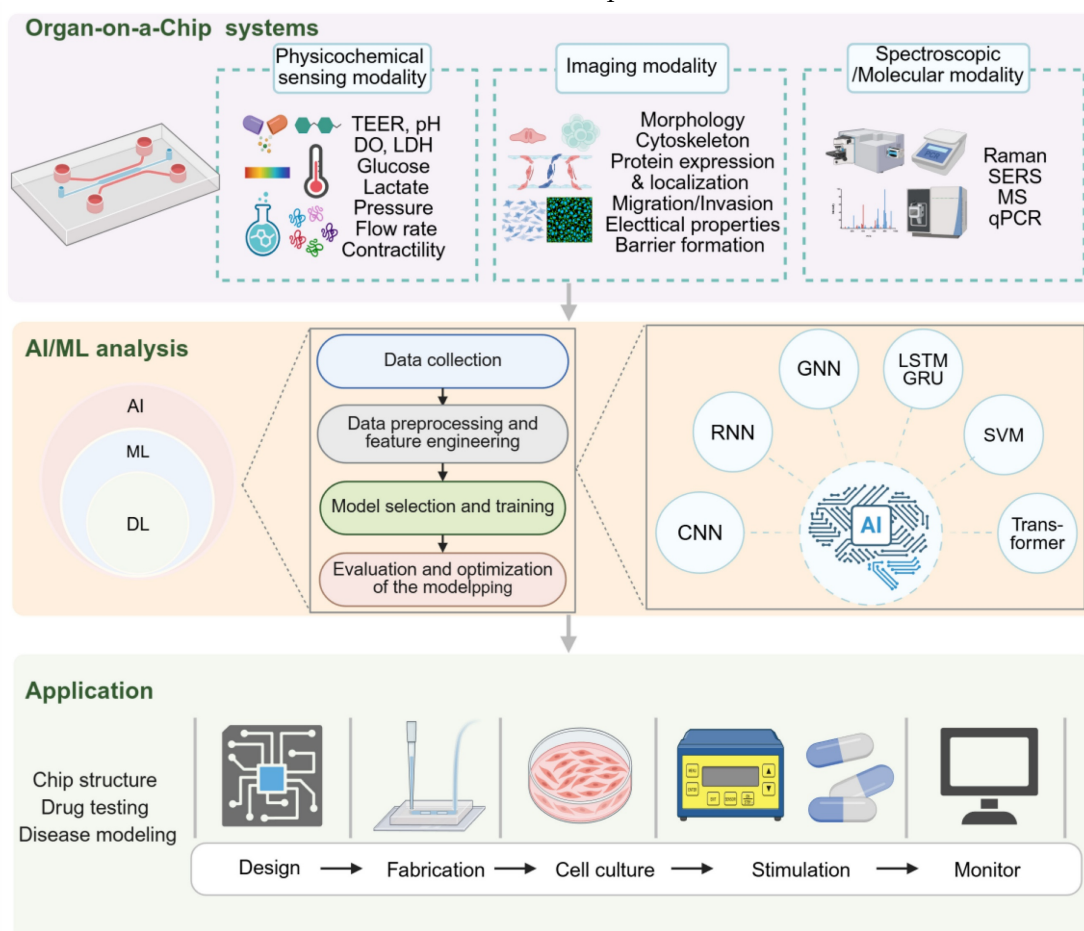 Organ-on-a-Chip systems
Physicochemical
sensing modality
TEER, pH
DO, LDH
Glucose
Lactate
Pressure
Flow rate
Contractility
Imaging modality
Morphology
Cytoskeleton
Protein expression
& localization
Migration/Invasion
Electtical properties
Barrier formation
Spectroscopic
/Molecular modality
Raman
SERS
MS
qPCR
AI/ML analysis
AI
ML
DL
Data collection
Data preprocessing and
feature engineering
Model selection and training
Evaluation and optimization
of the modelpping
CNN
RNN
GNN
LSTM
GRU
SVM
Trans-
former
AI
Application
Chip structure
Drug testing
Disease modeling
Design
Fabrication
Cell culture
Stimulation
Monitor